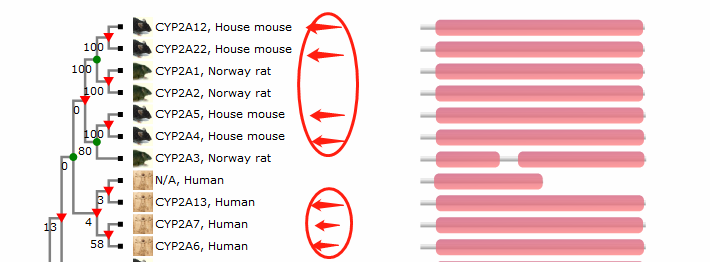 CYP2A12, House mouse
100
CYP2A22, House mouse
100
CYP2A1, Norway rat
100
CYP2A2, Norway rat
0
CYP2A5, House mouse
100
CYP2A4, House mouse
80
CYP2A3, Norway rat
0
N/A, Human
3
CYP2A13, Human
4
CYP2A7, Human
13
58
CYP2A6, Human